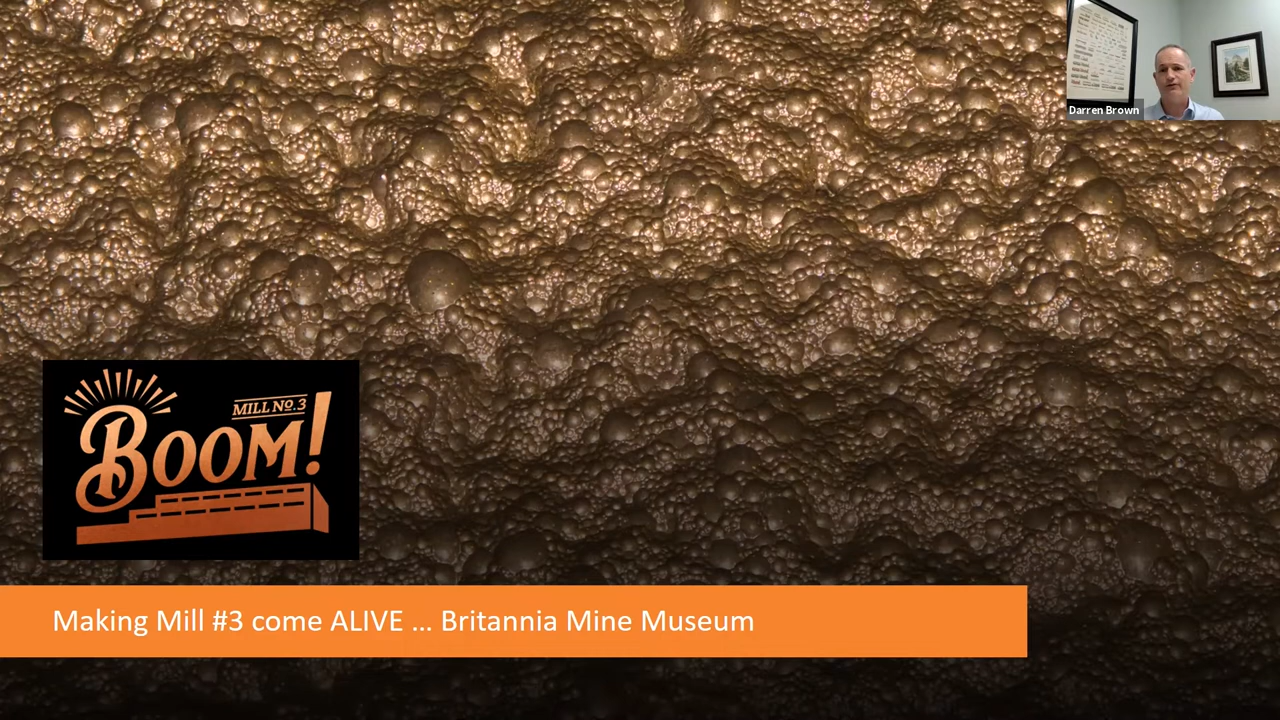 Darren Brown
MILL No.3
BOOM!
Making Mill #3 come ALIVE ... Britannia Mine Museum